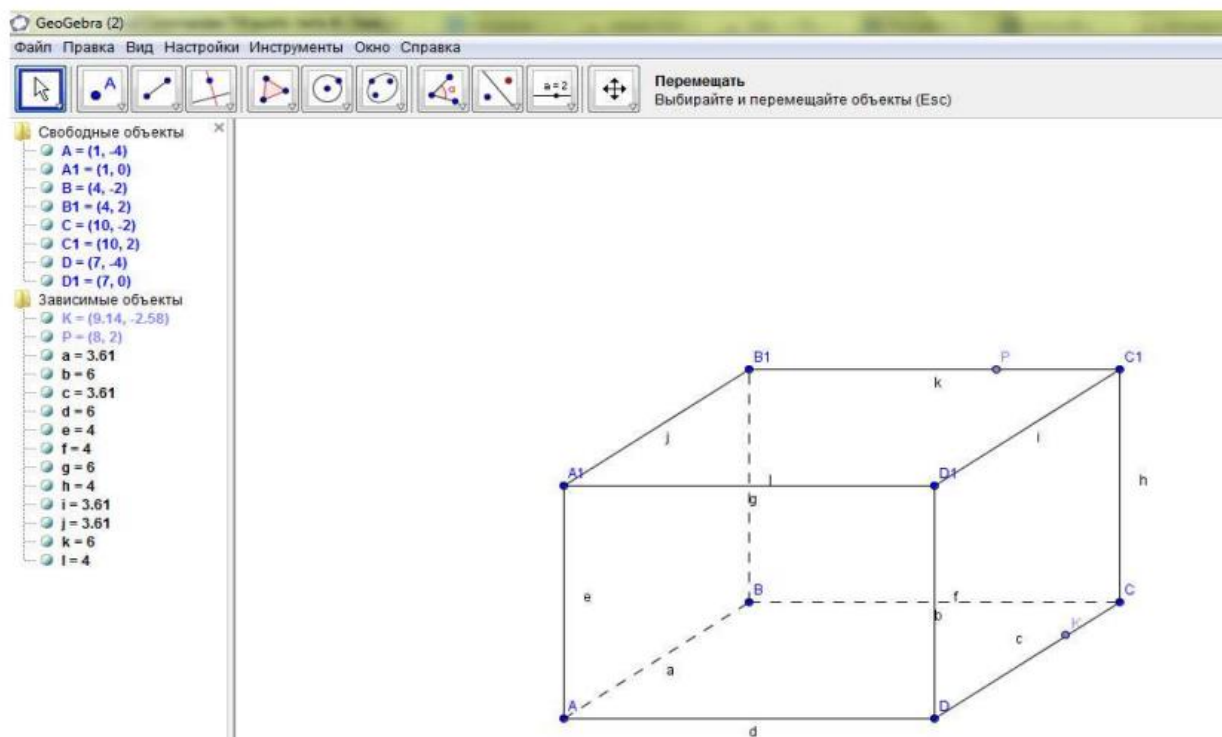 GeoGebra (2)
Файл Правка Вид Настройки Инструменты Окно Справка
A
α
a=2
Перемещать
Выбирайте и перемещайте объекты (Esc)
Свободные объекты
A = (1, -4)
A1 = (1, 0)
B = (4, -2)
B1 = (4, 2)
C = (10, -2)
C1 = (10, 2)
D = (7, -4)
D1 = (7, 0)
Зависимые объекты
K = (9.14, -2.58)
P = (8, 2)
a = 3.61
b = 6
c = 3.61
d = 6
e = 4
f = 4
g = 6
h = 4
i = 3.61
j = 3.61
k = 6
l = 4
B1 P C1
k
j i
A1 l D1 h
g
e B f C
b K
c
a
A D
d